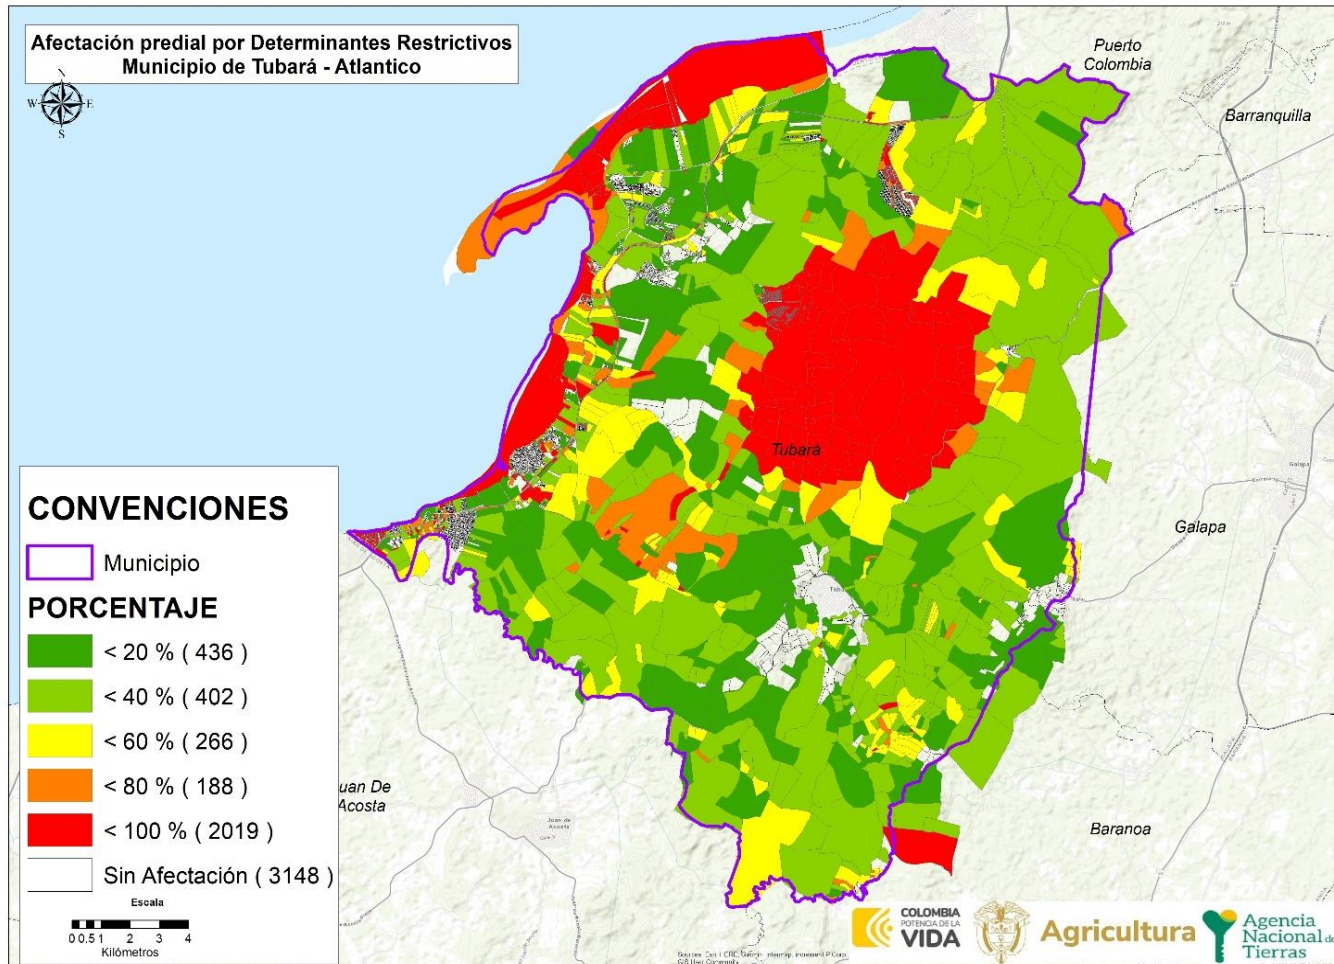 Afectación predial por Determinantes Restrictivos
Municipio de Tubará - Atlantico
N
W E
S
Puerto
Colombia
Barranquilla
Tubará
Galapa
Galapa
Juan De
Acosta
Baranoa
CONVENCIONES
Municipio
PORCENTAJE
< 20 % ( 436 )
< 40 % ( 402 )
< 60 % ( 266 )
< 80 % ( 188 )
< 100 % ( 2019 )
Sin Afectación ( 3148 )
Escala
0 0.5 1 2 3 4
Kilómetros
COLOMBIA
POTENCIA DE LA
VIDA
Agricultura
Agencia
Nacional de
Tierras